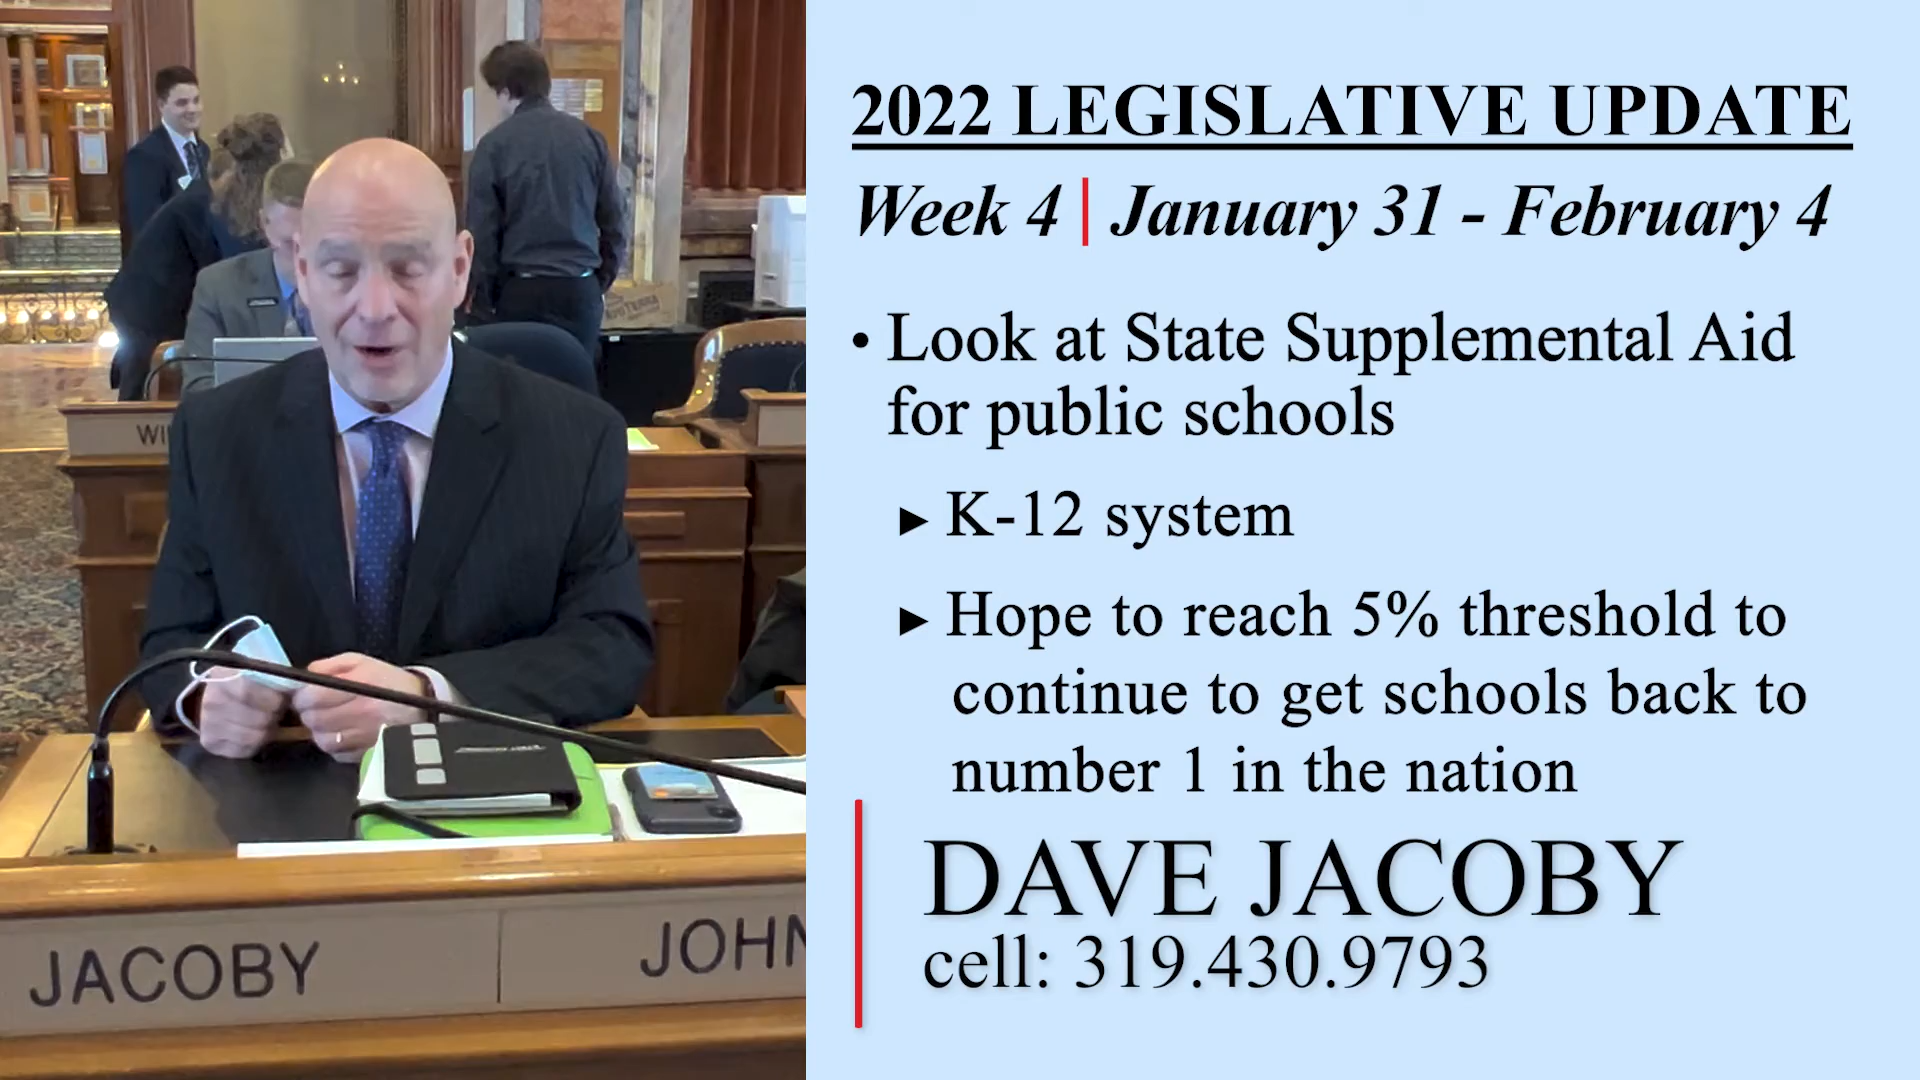 2022 LEGISLATIVE UPDATE
Week 4 | January 31 - February 4
• Look at State Supplemental Aid
for public schools
► K-12 system
► Hope to reach 5% threshold to
continue to get schools back to
number 1 in the nation
DAVE JACOBY
cell: 319.430.9793
WI
JACOBY
JOHN